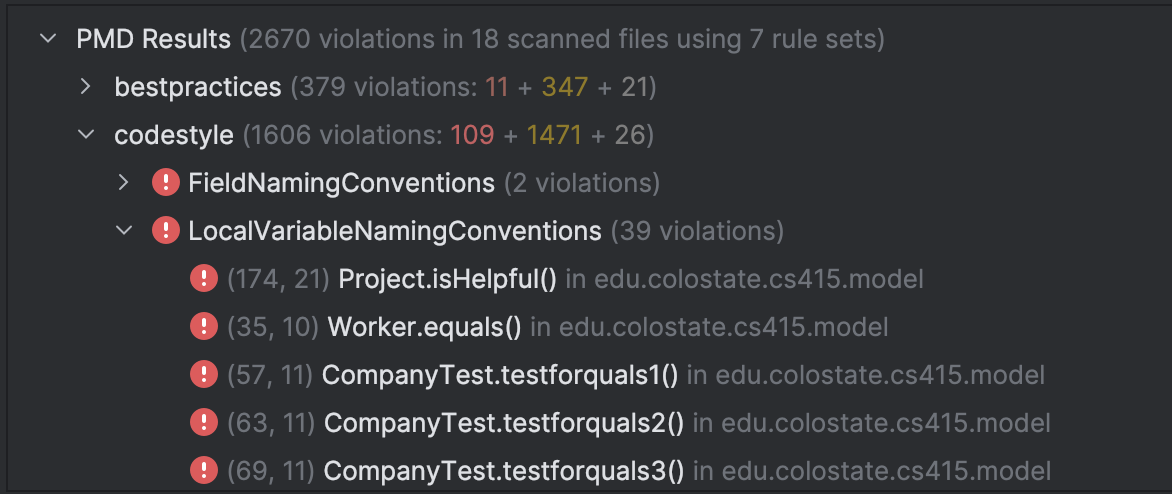 PMD Results (2670 violations in 18 scanned files using 7 rule sets)
bestpractices (379 violations: 11 + 347 + 21)
codestyle (1606 violations: 109 + 1471 + 26)
FieldNamingConventions (2 violations)
LocalVariableNamingConventions (39 violations)
(174, 21) Project.isHelpful() in edu.colostate.cs415.model
(35, 10) Worker.equals() in edu.colostate.cs415.model
(57, 11) CompanyTest.testforquals1() in edu.colostate.cs415.model
(63, 11) CompanyTest.testforquals2() in edu.colostate.cs415.model
(69, 11) CompanyTest.testforquals3() in edu.colostate.cs415.model